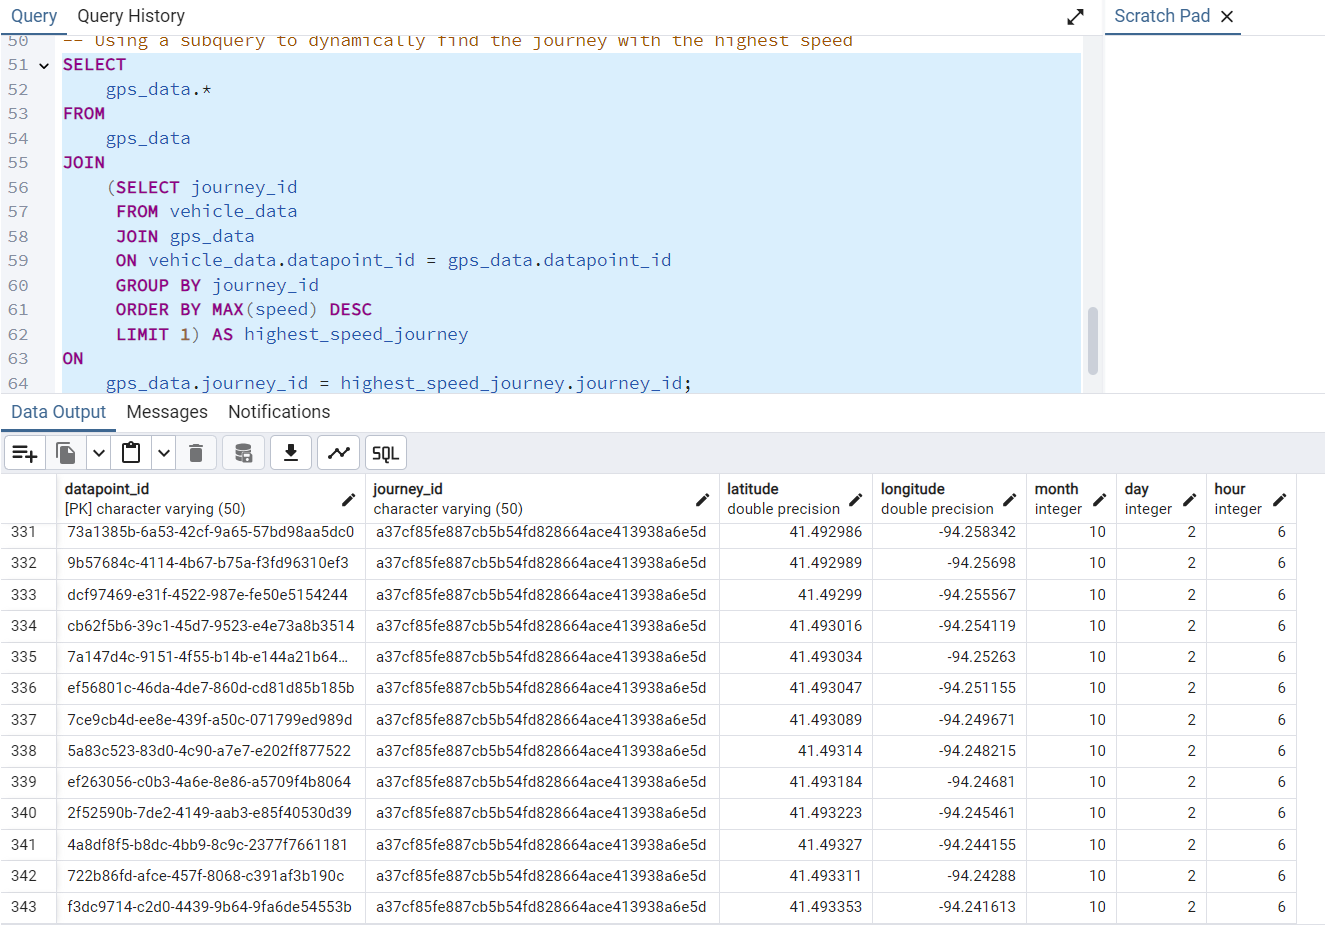 Query Query History Scratch Pad
50 -- Using a subquery to dynamically find the journey with the highest speed
51 SELECT
52 gps_data.*
53 FROM
54 gps_data
55 JOIN
56 (SELECT journey_id
57 FROM vehicle_data
58 JOIN gps_data
59 ON vehicle_data.datapoint_id = gps_data.datapoint_id
60 GROUP BY journey_id
61 ORDER BY MAX(speed) DESC
62 LIMIT 1) AS highest_speed_journey
63 ON
64 gps_data.journey_id = highest_speed_journey.journey_id;
Data Output Messages Notifications
SQL
datapoint_id journey_id latitude longitude month day hour
[PK] character varying (50) character varying (50) double precision double precision integer integer integer
331 73a1385b-6a53-42cf-9a65-57bd98aa5dc0 a37cf85fe887cb5b54fd828664ace413938a6e5d 41.492986 -94.258342 10 2 6
332 9b57684c-4114-4b67-b75a-f3fd96310ef3 a37cf85fe887cb5b54fd828664ace413938a6e5d 41.492989 -94.25698 10 2 6
333 dcf97469-e31f-4522-987e-fe50e5154244 a37cf85fe887cb5b54fd828664ace413938a6e5d 41.49299 -94.255567 10 2 6
334 cb62f5b6-39c1-45d7-9523-e4e73a8b3514 a37cf85fe887cb5b54fd828664ace413938a6e5d 41.493016 -94.254119 10 2 6
335 7a147d4c-9151-4f55-b14b-e144a21b64... a37cf85fe887cb5b54fd828664ace413938a6e5d 41.493034 -94.25263 10 2 6
336 ef56801c-46da-4de7-860d-cd81d85b185b a37cf85fe887cb5b54fd828664ace413938a6e5d 41.493047 -94.251155 10 2 6
337 7ce9cb4d-ee8e-439f-a50c-071799ed989d a37cf85fe887cb5b54fd828664ace413938a6e5d 41.493089 -94.249671 10 2 6
338 5a83c523-83d0-4c90-a7e7-e202ff877522 a37cf85fe887cb5b54fd828664ace413938a6e5d 41.49314 -94.248215 10 2 6
339 ef263056-c0b3-4a6e-8e86-a5709f4b8064 a37cf85fe887cb5b54fd828664ace413938a6e5d 41.493184 -94.24681 10 2 6
340 2f52590b-7de2-4149-aab3-e85f40530d39 a37cf85fe887cb5b54fd828664ace413938a6e5d 41.493223 -94.245461 10 2 6
341 4a8df8f5-b8dc-4bb9-8c9c-2377f7661181 a37cf85fe887cb5b54fd828664ace413938a6e5d 41.49327 -94.244155 10 2 6
342 722b86fd-afce-457f-8068-c391af3b190c a37cf85fe887cb5b54fd828664ace413938a6e5d 41.493311 -94.24288 10 2 6
343 f3dc9714-c2d0-4439-9b64-9fa6de54553b a37cf85fe887cb5b54fd828664ace413938a6e5d 41.493353 -94.241613 10 2 6